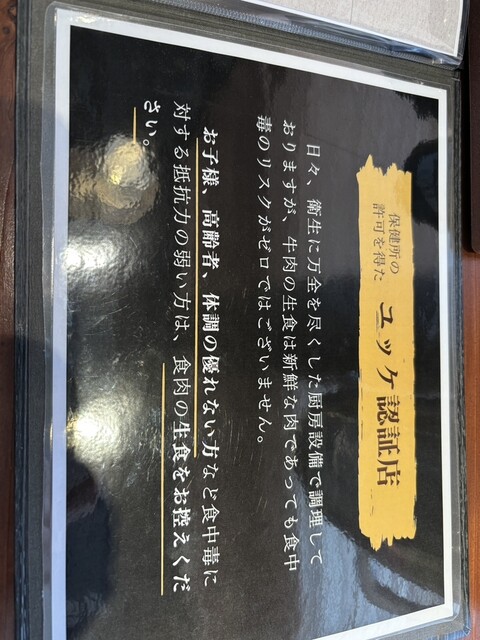 保健所の
許可を得た
ユッケ認証店
日々、衛生に万全を尽くした厨房設備で調理して
おりますが、牛肉の生食は新鮮な肉であっても食中
毒のリスクがゼロではございません。
お子様、高齢者、体調の優れない方など食中毒に
対する抵抗力の弱い方は、食肉の生食をお控えくだ
さい。